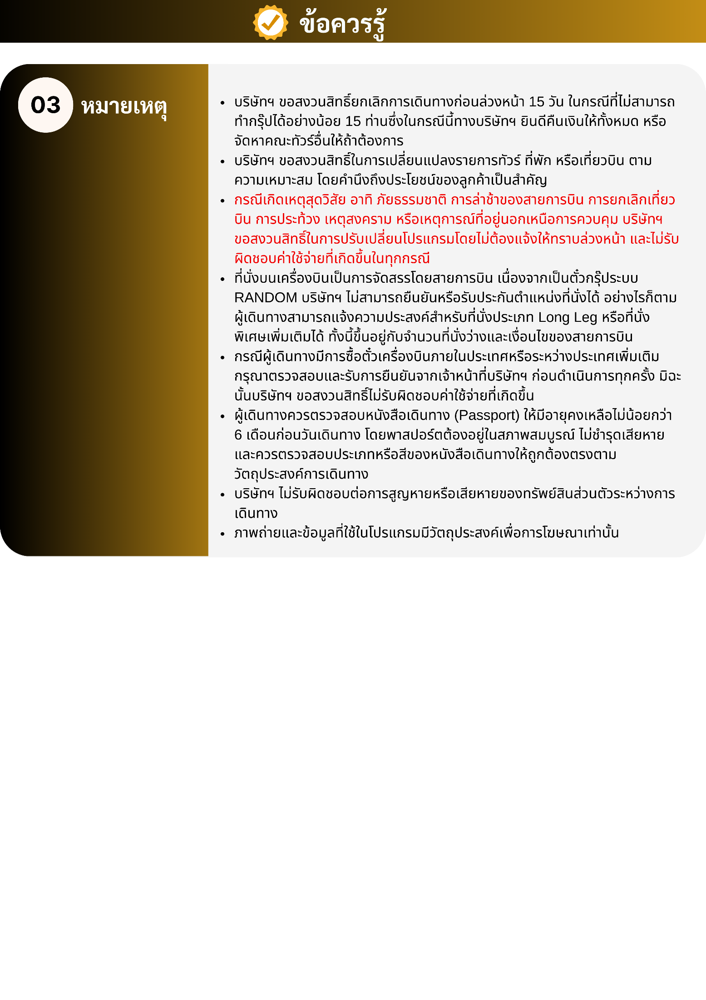 ข้อควรรู้
03 หมายเหตุ
• บริษัทฯ ขอสงวนสิทธิ์ยกเลิกการเดินทางก่อนล่วงหน้า 15 วัน ในกรณีที่ไม่สามารถ
ทำกรุ๊ปได้อย่างน้อย 15 ท่านซึ่งในกรณีนี้ทางบริษัทฯ ยินดีคืนเงินให้ทั้งหมด หรือ
จัดหาคณะทัวร์อื่นให้ถ้าต้องการ
• บริษัทฯ ขอสงวนสิทธิ์ในการเปลี่ยนแปลงรายการทัวร์ ที่พัก หรือเที่ยวบิน ตาม
ความเหมาะสม โดยคำนึงถึงประโยชน์ของลูกค้าเป็นสำคัญ
• กรณีเกิดเหตุสุดวิสัย อาทิ ภัยธรรมชาติ การล่าช้าของสายการบิน การยกเลิกเที่ยว
บิน การประท้วง เหตุสงคราม หรือเหตุการณ์ที่อยู่นอกเหนือการควบคุม บริษัทฯ
ขอสงวนสิทธิ์ในการปรับเปลี่ยนโปรแกรมโดยไม่ต้องแจ้งให้ทราบล่วงหน้า และไม่รับ
ผิดชอบค่าใช้จ่ายที่เกิดขึ้นในทุกกรณี
• ที่นั่งบนเครื่องบินเป็นการจัดสรรโดยสายการบิน เนื่องจากเป็นตั๋วกรุ๊ประบบ
RANDOM บริษัทฯ ไม่สามารถยืนยันหรือรับประกันตำแหน่งที่นั่งได้ อย่างไรก็ตาม
ผู้เดินทางสามารถแจ้งความประสงค์สำหรับที่นั่งประเภท Long Leg หรือที่นั่ง
พิเศษเพิ่มเติมได้ ทั้งนี้ขึ้นอยู่กับจำนวนที่นั่งว่างและเงื่อนไขของสายการบิน
• กรณีผู้เดินทางมีการซื้อตั๋วเครื่องบินภายในประเทศหรือระหว่างประเทศเพิ่มเติม
กรุณาตรวจสอบและรับการยืนยันจากเจ้าหน้าที่บริษัทฯ ก่อนดำเนินการทุกครั้ง มิฉะ
นั้นบริษัทฯ ขอสงวนสิทธิ์ไม่รับผิดชอบค่าใช้จ่ายที่เกิดขึ้น
• ผู้เดินทางควรตรวจสอบหนังสือเดินทาง (Passport) ให้มีอายุคงเหลือไม่น้อยกว่า
6 เดือนก่อนวันเดินทาง โดยพาสปอร์ตต้องอยู่ในสภาพสมบูรณ์ ไม่ชำรุดเสียหาย
และควรตรวจสอบประเภทหรือสีของหนังสือเดินทางให้ถูกต้องตรงตาม
วัตถุประสงค์การเดินทาง
• บริษัทฯ ไม่รับผิดชอบต่อการสูญหายหรือเสียหายของทรัพย์สินส่วนตัวระหว่างการ
เดินทาง
• ภาพถ่ายและข้อมูลที่ใช้ในโปรแกรมมีวัตถุประสงค์เพื่อการโฆษณาเท่านั้น